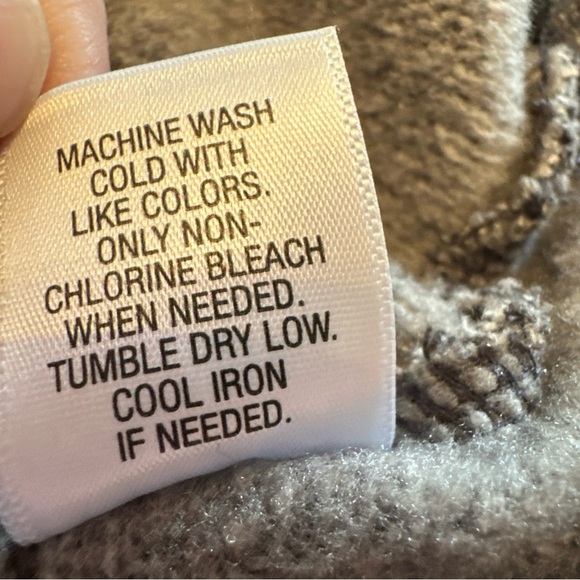 MACHINE WASH
COLD WITH
LIKE COLORS.
ONLY NON-
CHLORINE BLEACH
WHEN NEEDED.
TUMBLE DRY LOW.
COOL IRON
IF NEEDED.